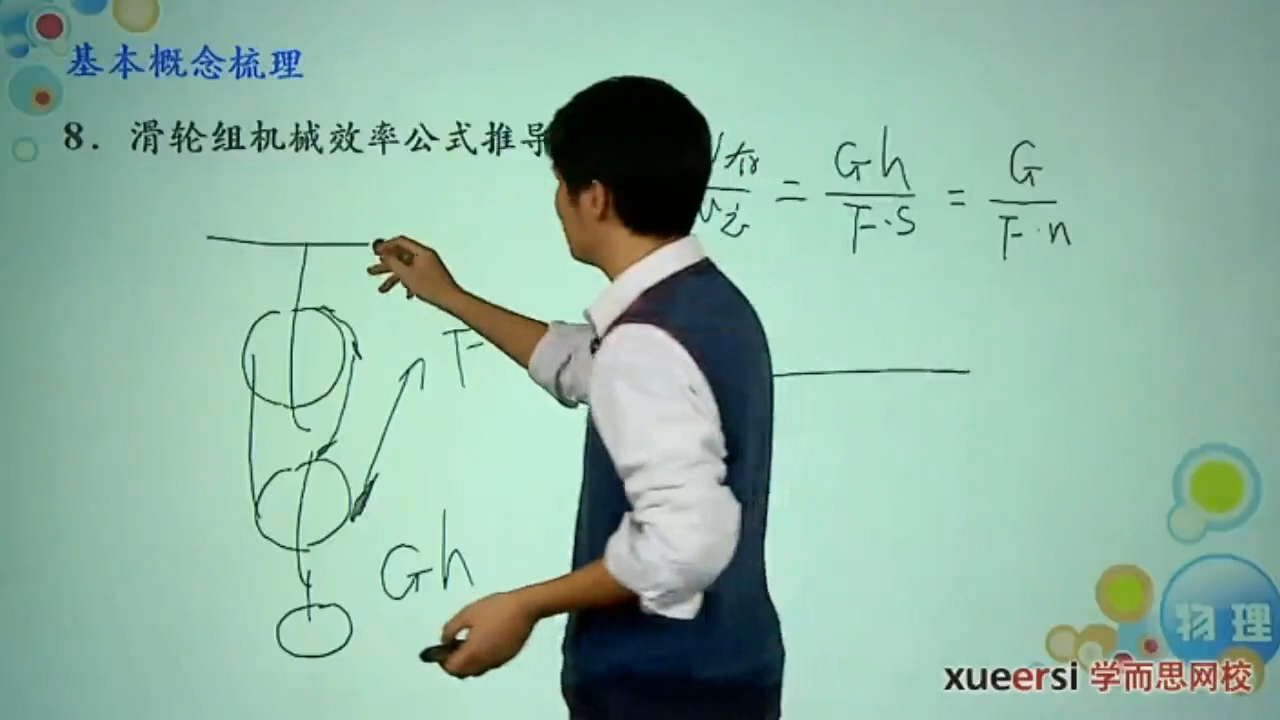 基本概念梳理
8. 滑轮组机械效率公式推导
= Gh / F·S = G / F·n
F
Gh
物理
xueersi 学而思网校